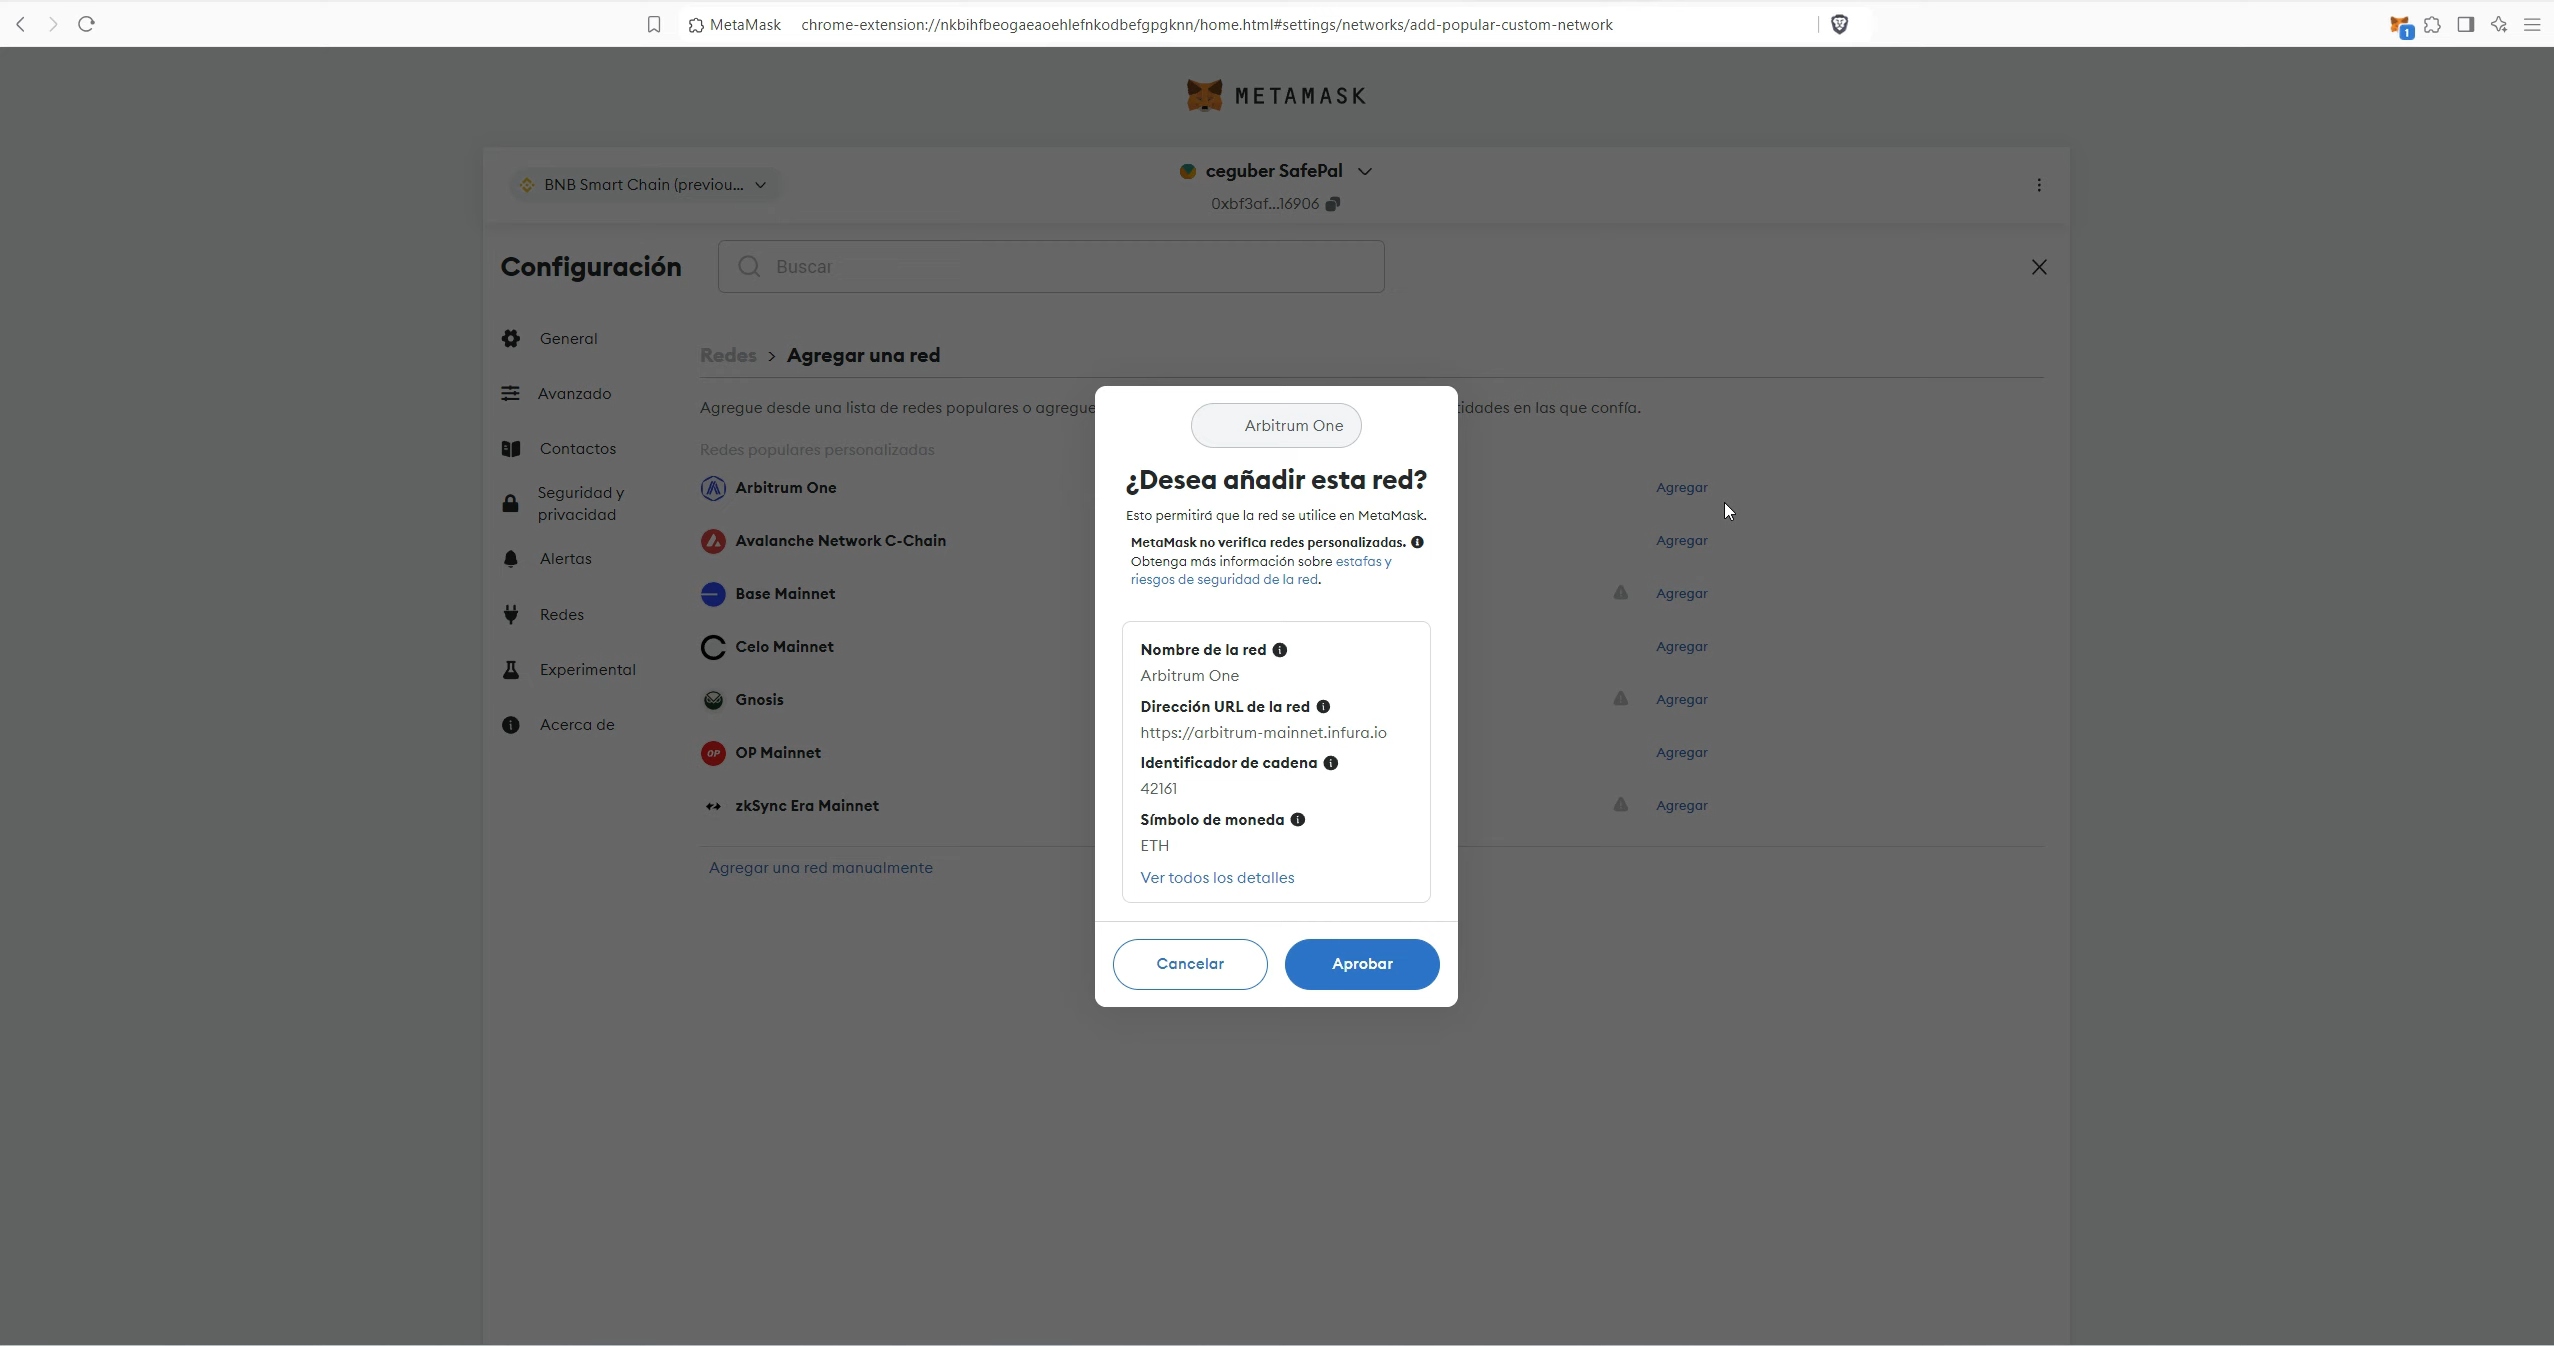 MetaMask chrome-extension://nkbihfbeogaeaoehlefnkodbefgpgknn/home.html#settings/networks/add-popular-custom-network
1
METAMASK
BNB Smart Chain (previou...
ceguber SafePal
0xbf3af...16906
Configuración
Buscar
General
Avanzado
Contactos
Seguridad y
privacidad
Alertas
Redes
Experimental
Acerca de
Redes > Agregar una red
Agregue desde una lista de redes populares o agregue
idades en las que confía.
Redes populares personalizadas
Arbitrum One Agregar
Avalanche Network C-Chain Agregar
Base Mainnet Agregar
Celo Mainnet Agregar
Gnosis Agregar
OP OP Mainnet Agregar
zkSync Era Mainnet Agregar
Agregar una red manualmente
Arbitrum One
¿Desea añadir esta red?
Esto permitirá que la red se utilice en MetaMask.
MetaMask no verifica redes personalizadas.
Obtenga más información sobre estafas y
riesgos de seguridad de la red.
Nombre de la red
Arbitrum One
Dirección URL de la red
https://arbitrum-mainnet.infura.io
Identificador de cadena
42161
Símbolo de moneda
ETH
Ver todos los detalles
Cancelar
Aprobar